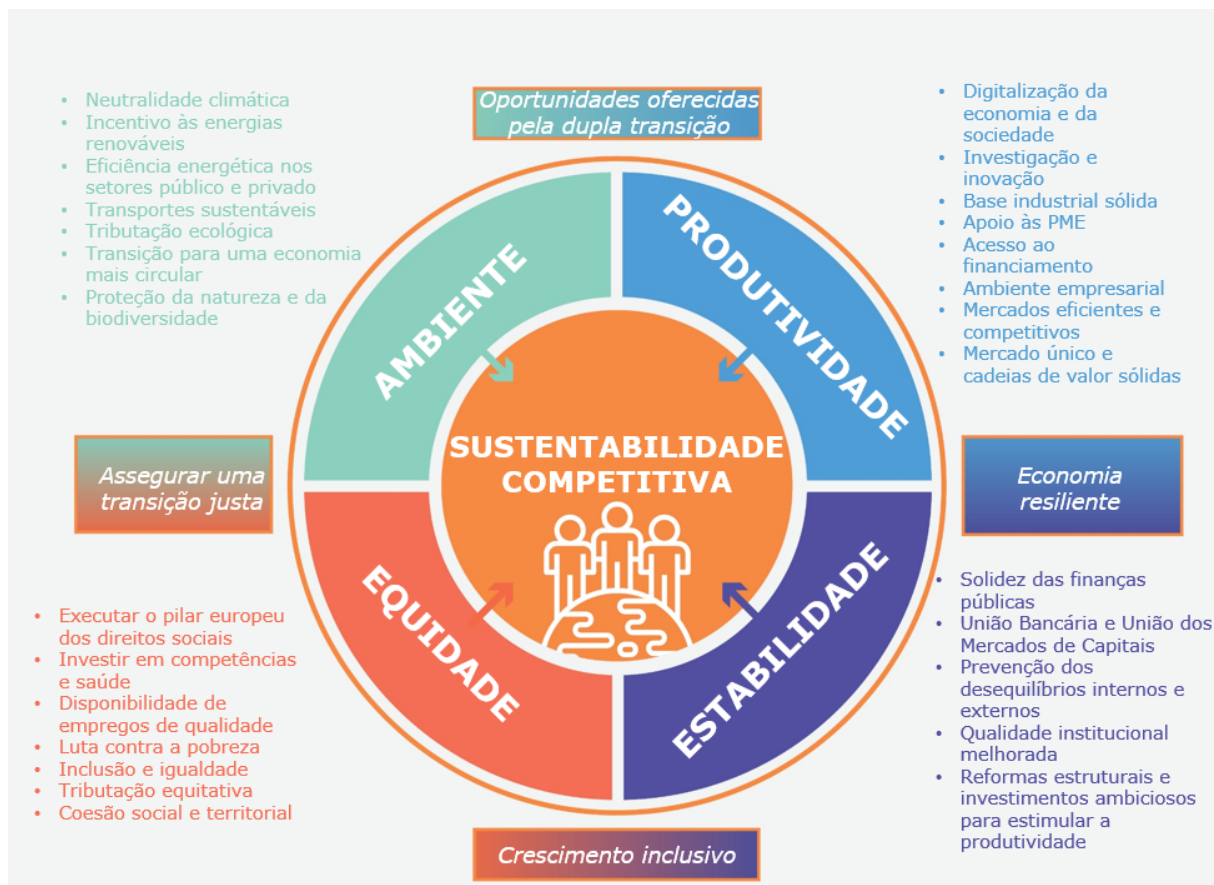 Oportunidades oferecidas
pela dupla transição
• Neutralidade climática
• Incentivo às energias
renováveis
• Eficiência energética nos
setores público e privado
• Transportes sustentáveis
• Tributação ecológica
• Transição para uma economia
mais circular
• Proteção da natureza e da
biodiversidade
• Digitalização da
economia e da
sociedade
• Investigação e
inovação
• Base industrial sólida
• Apoio às PME
• Acesso ao
financiamento
• Ambiente empresarial
• Mercados eficientes e
competitivos
• Mercado único e
cadeias de valor sólidas
AMBIENTE
PRODUTIVIDADE
SUSTENTABILIDADE
COMPETITIVA
Assegurar uma
transição justa
Economia
resiliente
EQUIDADE
ESTABILIDADE
• Executar o pilar europeu
dos direitos sociais
• Investir em competências
e saúde
• Disponibilidade de
empregos de qualidade
• Luta contra a pobreza
• Inclusão e igualdade
• Tributação equitativa
• Coesão social e territorial
• Solidez das finanças
públicas
• União Bancária e União dos
Mercados de Capitais
• Prevenção dos
desequilíbrios internos e
externos
• Qualidade institucional
melhorada
• Reformas estruturais e
investimentos ambiciosos
para estimular a
produtividade
Crescimento inclusivo